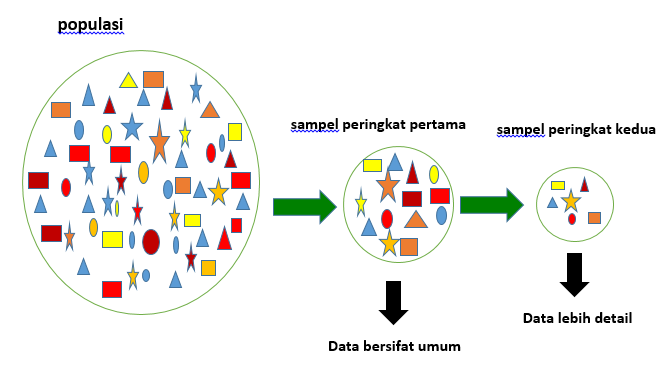 populasi
sampel peringkat pertama
sampel peringkat kedua
Data bersifat umum
Data lebih detail